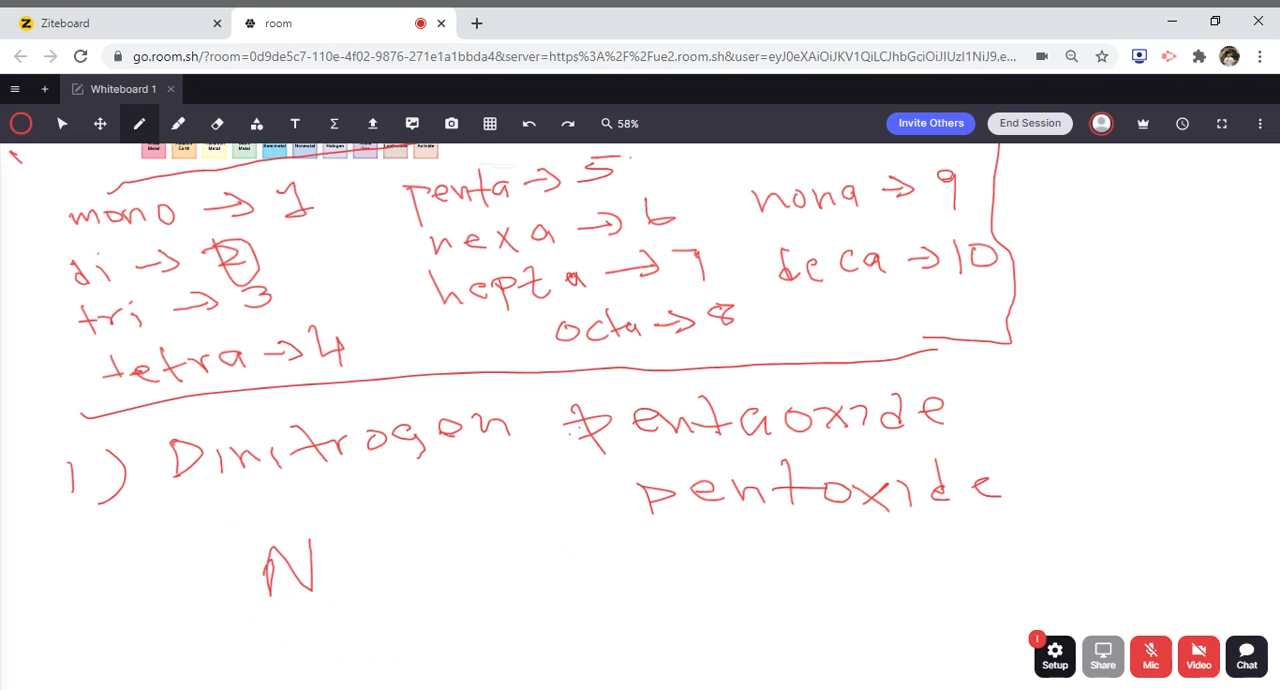 Ziteboard
room
go.room.sh/?room=0d9de5c7-110e-4f02-9876-271e1a1bbda4&server=https%3A%2F%2Fue2.room.sh&user=eyJ0eXAiOiJKV1QiLCJhbGciOiJIUzI1NiJ9.e...
Whiteboard 1
58%
Invite Others
End Session
mono → 1
di → 2
tri → 3
tetra → 4
penta → 5
hexa → 6
hepta → 7
octa → 8
nona → 9
deca → 10
1) Dinitrogen pentaoxide
pentoxide
N
Setup
Share
Mic
Video
Chat